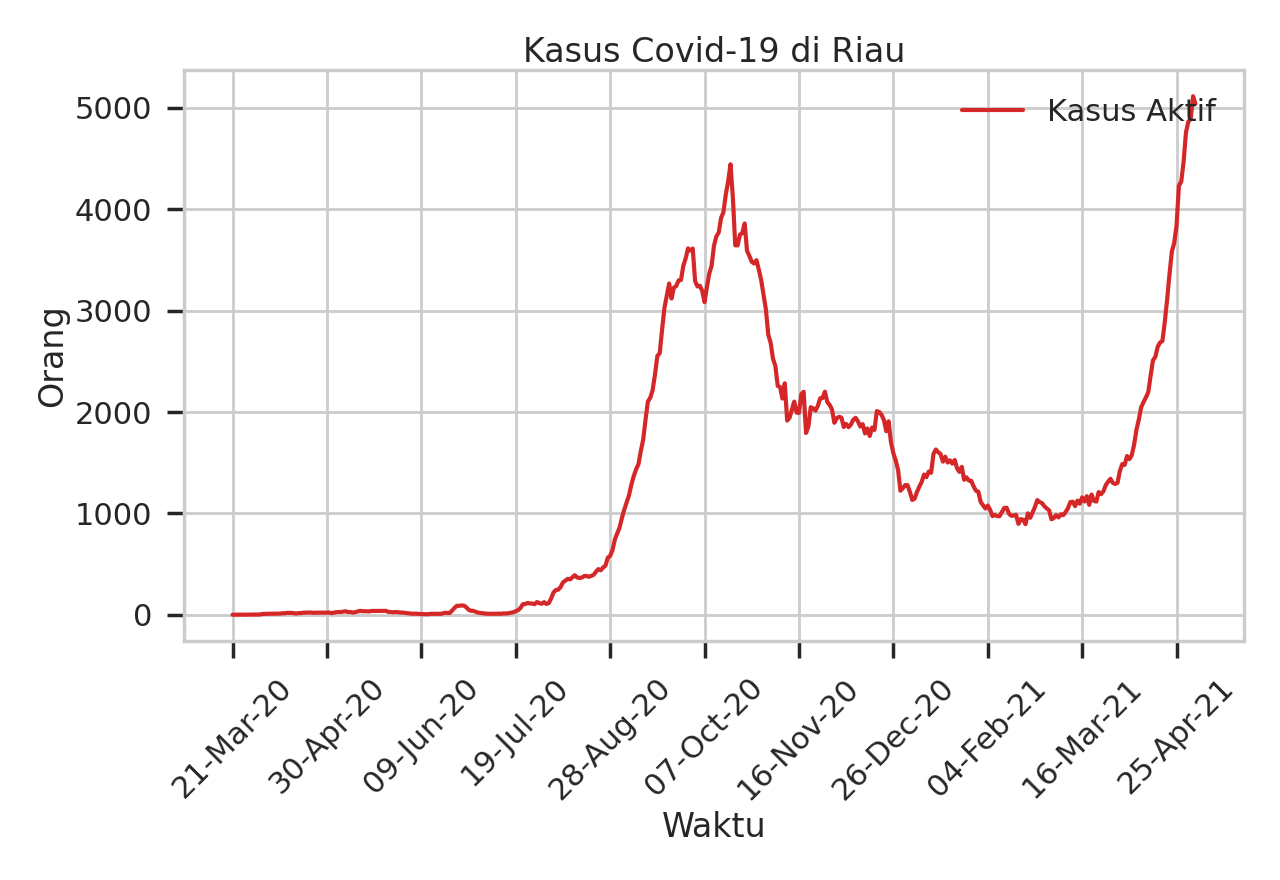 Kasus Covid-19 di Riau
Kasus Aktif
Orang
5000
4000
3000
2000
1000
0
21-Mar-20
30-Apr-20
09-Jun-20
19-Jul-20
28-Aug-20
07-Oct-20
16-Nov-20
26-Dec-20
04-Feb-21
16-Mar-21
25-Apr-21
Waktu